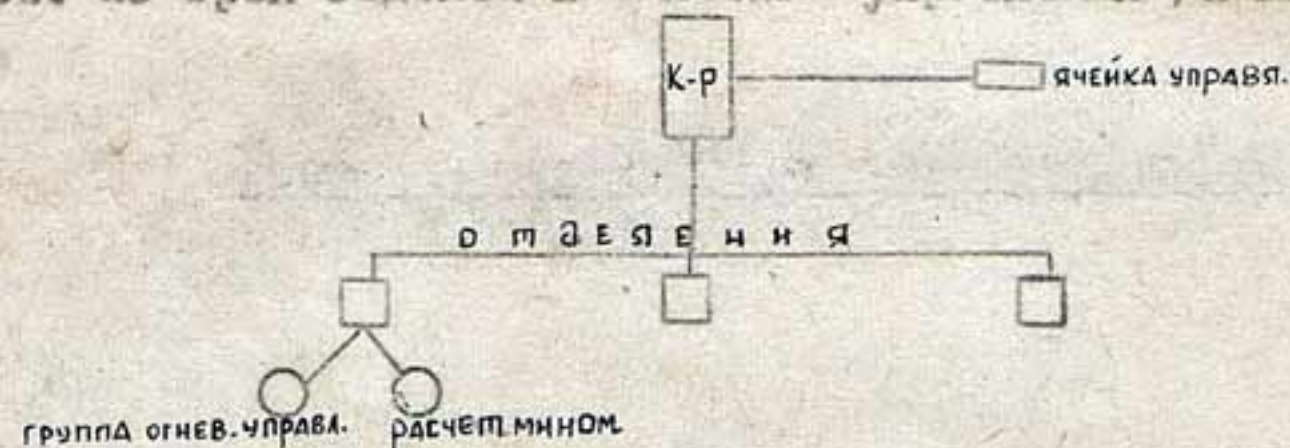 К-Р
ЯЧЕЙКА УПРАВЛ.
ОТДЕЛЕНИЯ
ГРУППА ОГНЕВ. УПРАВЛ.
РАСЧЕТ МИНОМ.